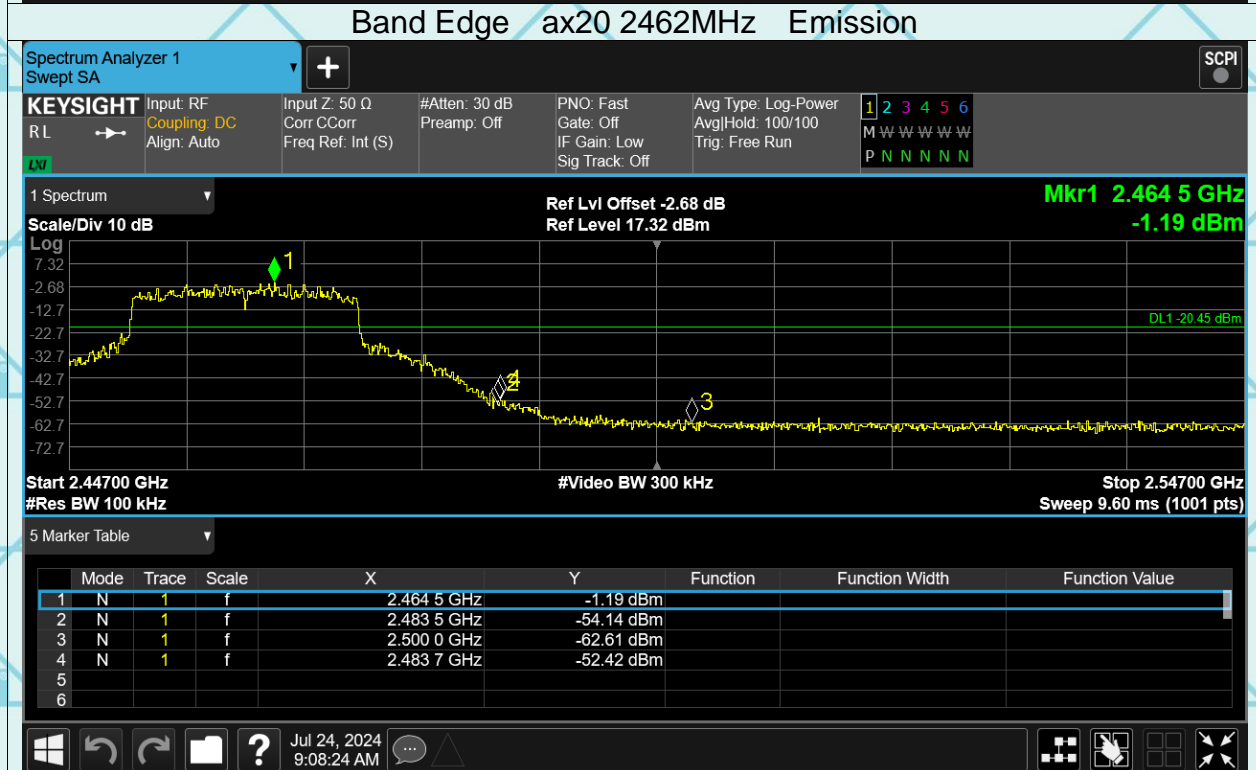 Band Edge ax20 2462MHz Emission
Spectrum Analyzer 1
Swept SA
SCPI
KEYSIGHT
R L
LXI
Input: RF
Coupling: DC
Align: Auto
Input Z: 50 Ω
Corr CCorr
Freq Ref: Int (S)
#Atten: 30 dB
Preamp: Off
PNO: Fast
Gate: Off
IF Gain: Low
Sig Track: Off
Avg Type: Log-Power
Avg|Hold: 100/100
Trig: Free Run
1 2 3 4 5 6
M W W W W W
P N N N N N
1 Spectrum
Scale/Div 10 dB
Ref Lvl Offset -2.68 dB
Ref Level 17.32 dBm
Mkr1 2.464 5 GHz
-1.19 dBm
Log
7.32
-2.68
-12.7
-22.7
-32.7
-42.7
-52.7
-62.7
-72.7
1
DL1 -20.45 dBm
2
4
3
Start 2.44700 GHz
#Res BW 100 kHz
#Video BW 300 kHz
Stop 2.54700 GHz
Sweep 9.60 ms (1001 pts)
5 Marker Table
Mode Trace Scale X Y Function Function Width Function Value
1 N 1 f 2.464 5 GHz -1.19 dBm
2 N 1 f 2.483 5 GHz -54.14 dBm
3 N 1 f 2.500 0 GHz -62.61 dBm
4 N 1 f 2.483 7 GHz -52.42 dBm
5
6
?
Jul 24, 2024
9:08:24 AM